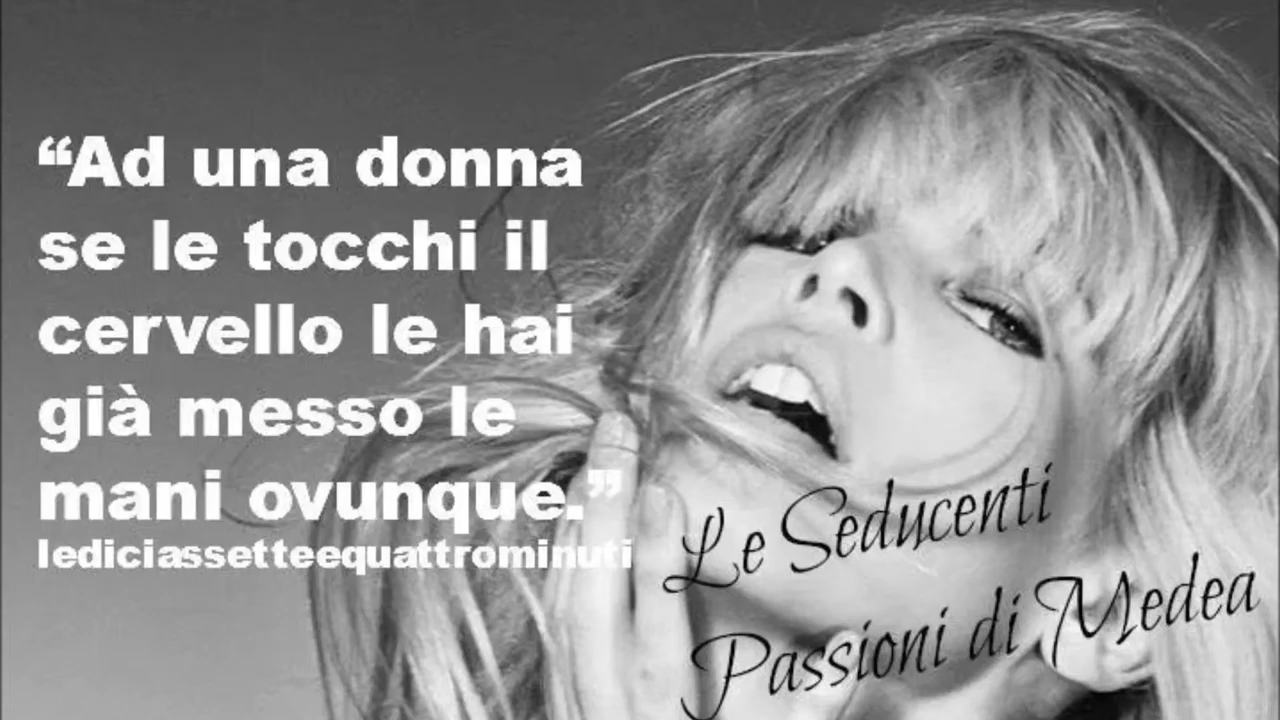 “Ad una donna
se le tocchi il
cervello le hai
già messo le
mani ovunque.”
lediciassetteequattrominuti
Le Seducenti
Passioni di Medea